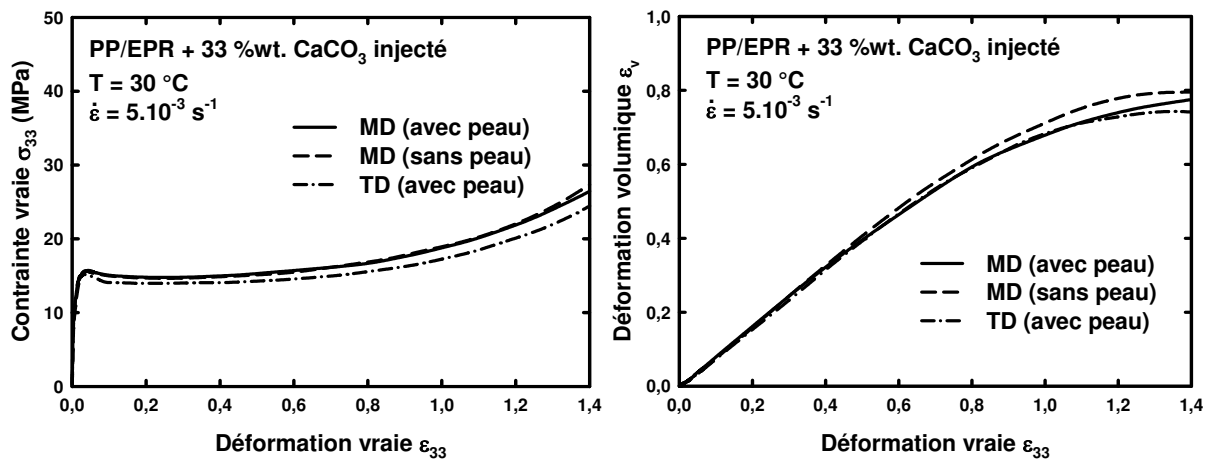 PP/EPR + 33 %wt. CaCO₃ injecté
T = 30 °C
ε̇ = 5.10⁻³ s⁻¹
MD (avec peau)
MD (sans peau)
TD (avec peau)
Contrainte vraie σ₃₃ (MPa)
50
40
30
20
10
0
0,0 0,2 0,4 0,6 0,8 1,0 1,2 1,4
Déformation vraie ε₃₃
PP/EPR + 33 %wt. CaCO₃ injecté
T = 30 °C
ε̇ = 5.10⁻³ s⁻¹
MD (avec peau)
MD (sans peau)
TD (avec peau)
Déformation volumique εᵥ
1,0
0,8
0,6
0,4
0,2
0,0
0,0 0,2 0,4 0,6 0,8 1,0 1,2 1,4
Déformation vraie ε₃₃